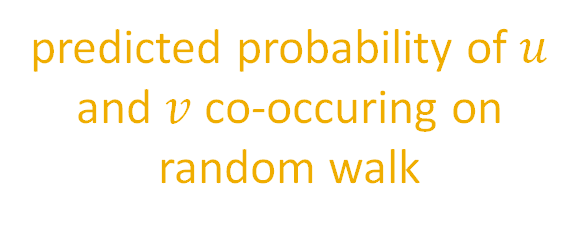 predicted probability of u
and v co-occuring on
random walk